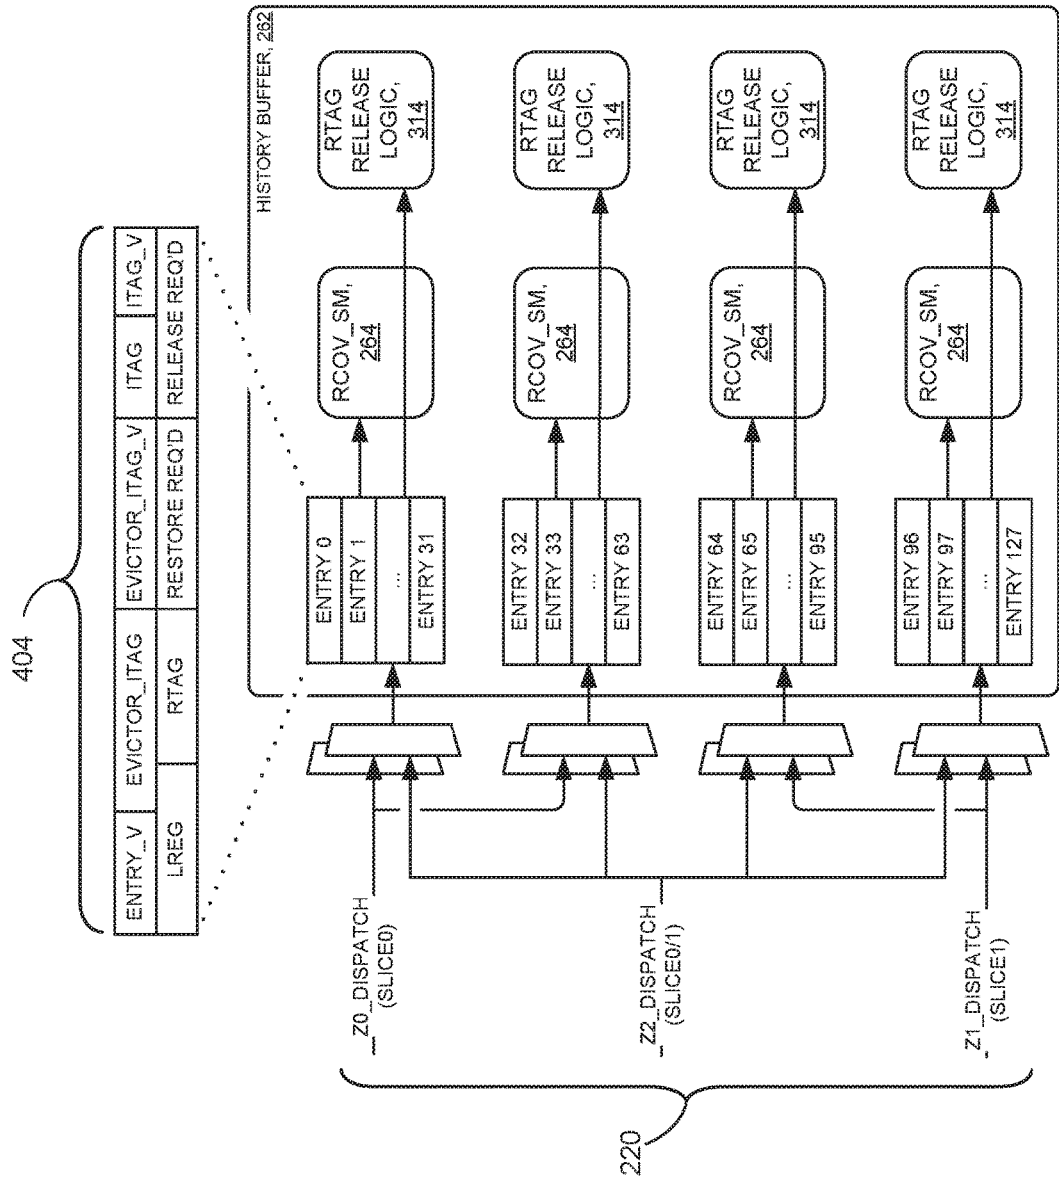 404
ENTRY_V EVICTOR_ITAG EVICTOR_ITAG_V ITAG ITAG_V
LREG RTAG RESTORE REQ'D RELEASE REQ'D
HISTORY BUFFER, 262
220
_Z0_DISPATCH
(SLICE0)
_Z2_DISPATCH
(SLICE0/1)
_Z1_DISPATCH
(SLICE1)
ENTRY 0
ENTRY 1
...
ENTRY 31
RCOV_SM,
264
RTAG
RELEASE
LOGIC,
314
ENTRY 32
ENTRY 33
...
ENTRY 63
RCOV_SM,
264
RTAG
RELEASE
LOGIC,
314
ENTRY 64
ENTRY 65
...
ENTRY 95
RCOV_SM,
264
RTAG
RELEASE
LOGIC,
314
ENTRY 96
ENTRY 97
...
ENTRY 127
RCOV_SM,
264
RTAG
RELEASE
LOGIC,
314